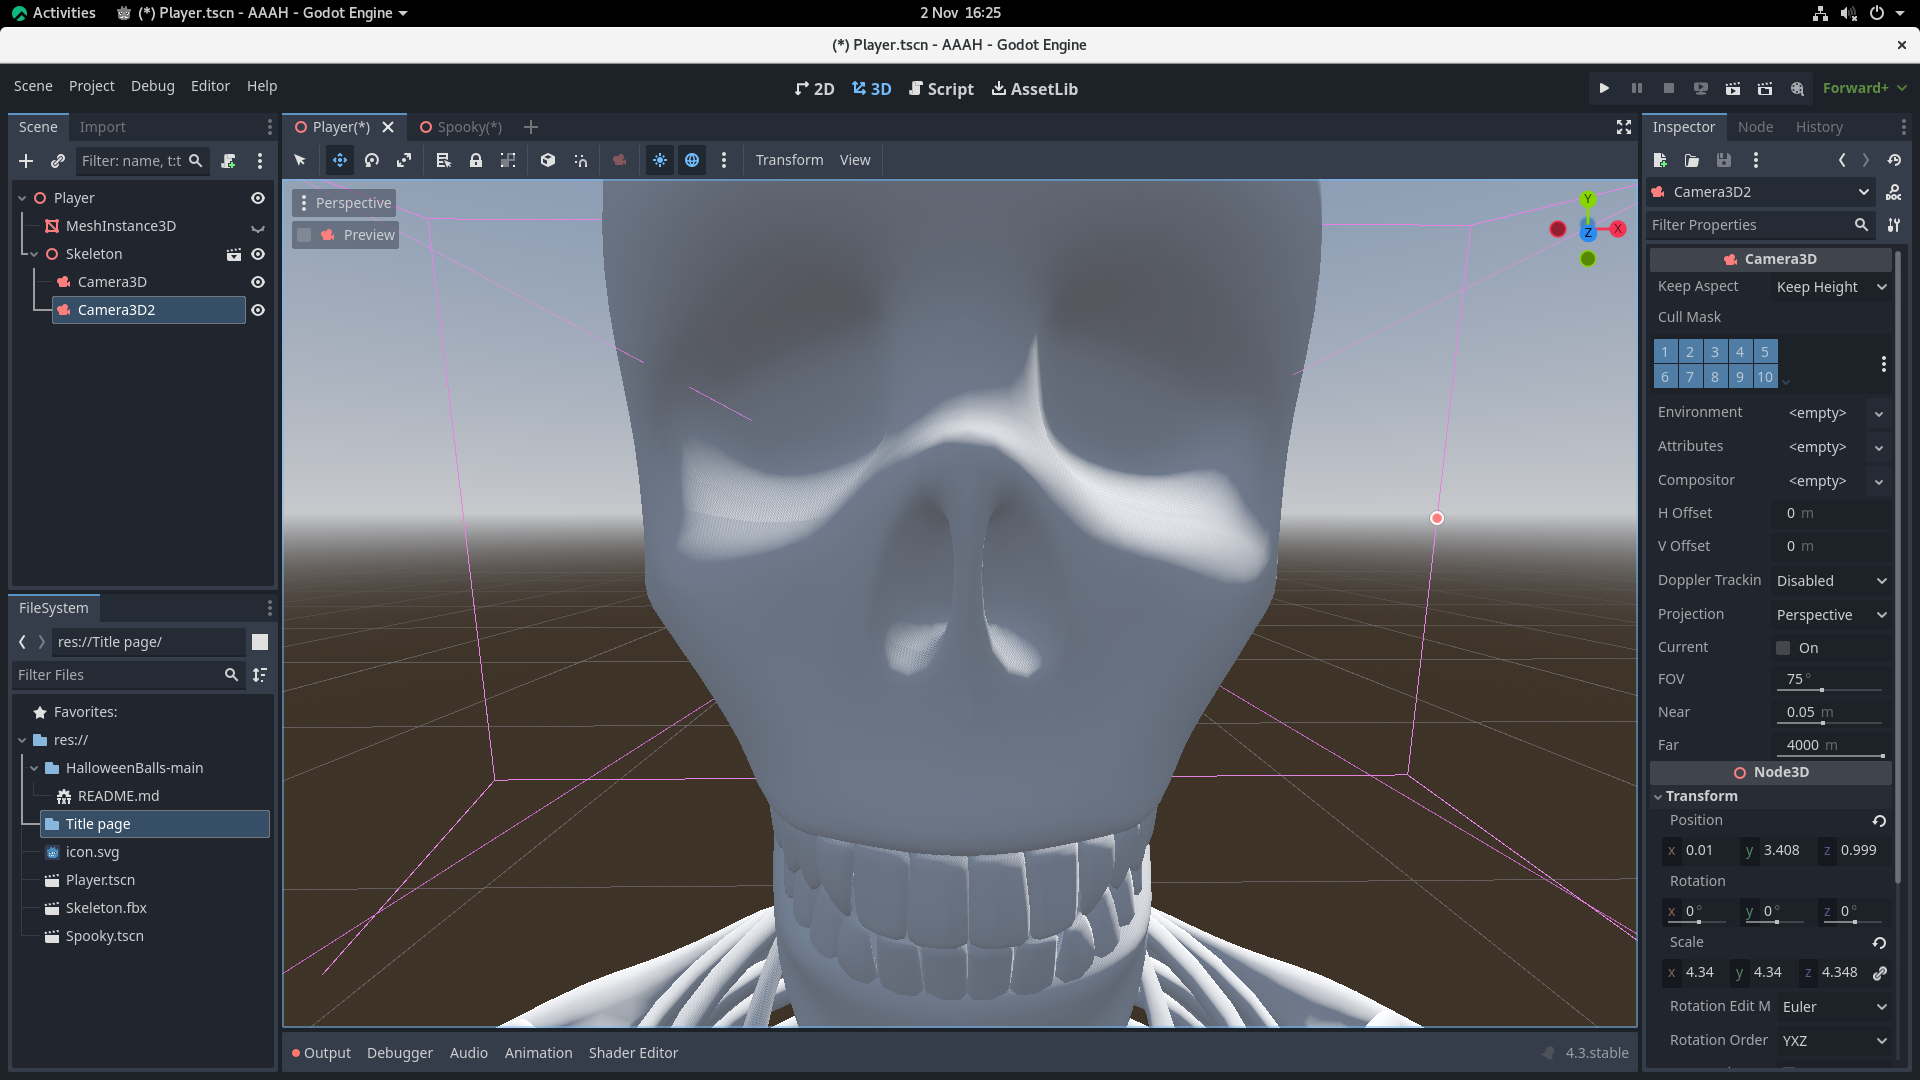 Activities
(*) Player.tscn - AAAH - Godot Engine
2 Nov 16:25
(*) Player.tscn - AAAH - Godot Engine
Scene Project Debug Editor Help
2D 3D Script AssetLib
Forward+
Scene Import
Player(*) Spooky(*)
Inspector Node History
Filter: name, t:t
Transform View
Camera3D2
Filter Properties
Player
MeshInstance3D
Skeleton
Camera3D
Camera3D2
Perspective
Preview
Y
Z
X
Camera3D
Keep Aspect Keep Height
Cull Mask
1 2 3 4 5
6 7 8 9 10
Environment <empty>
Attributes <empty>
Compositor <empty>
H Offset 0 m
V Offset 0 m
Doppler Trackin Disabled
Projection Perspective
Current On
FOV 75 °
Near 0.05 m
Far 4000 m
Node3D
Transform
Position
x 0.01 y 3.408 z 0.999
Rotation
x 0 ° y 0 ° z 0 °
Scale
x 4.34 y 4.34 z 4.348
Rotation Edit M Euler
Rotation Order YXZ
FileSystem
res://Title page/
Filter Files
Favorites:
res://
HalloweenBalls-main
README.md
Title page
icon.svg
Player.tscn
Skeleton.fbx
Spooky.tscn
Output Debugger Audio Animation Shader Editor
4.3.stable